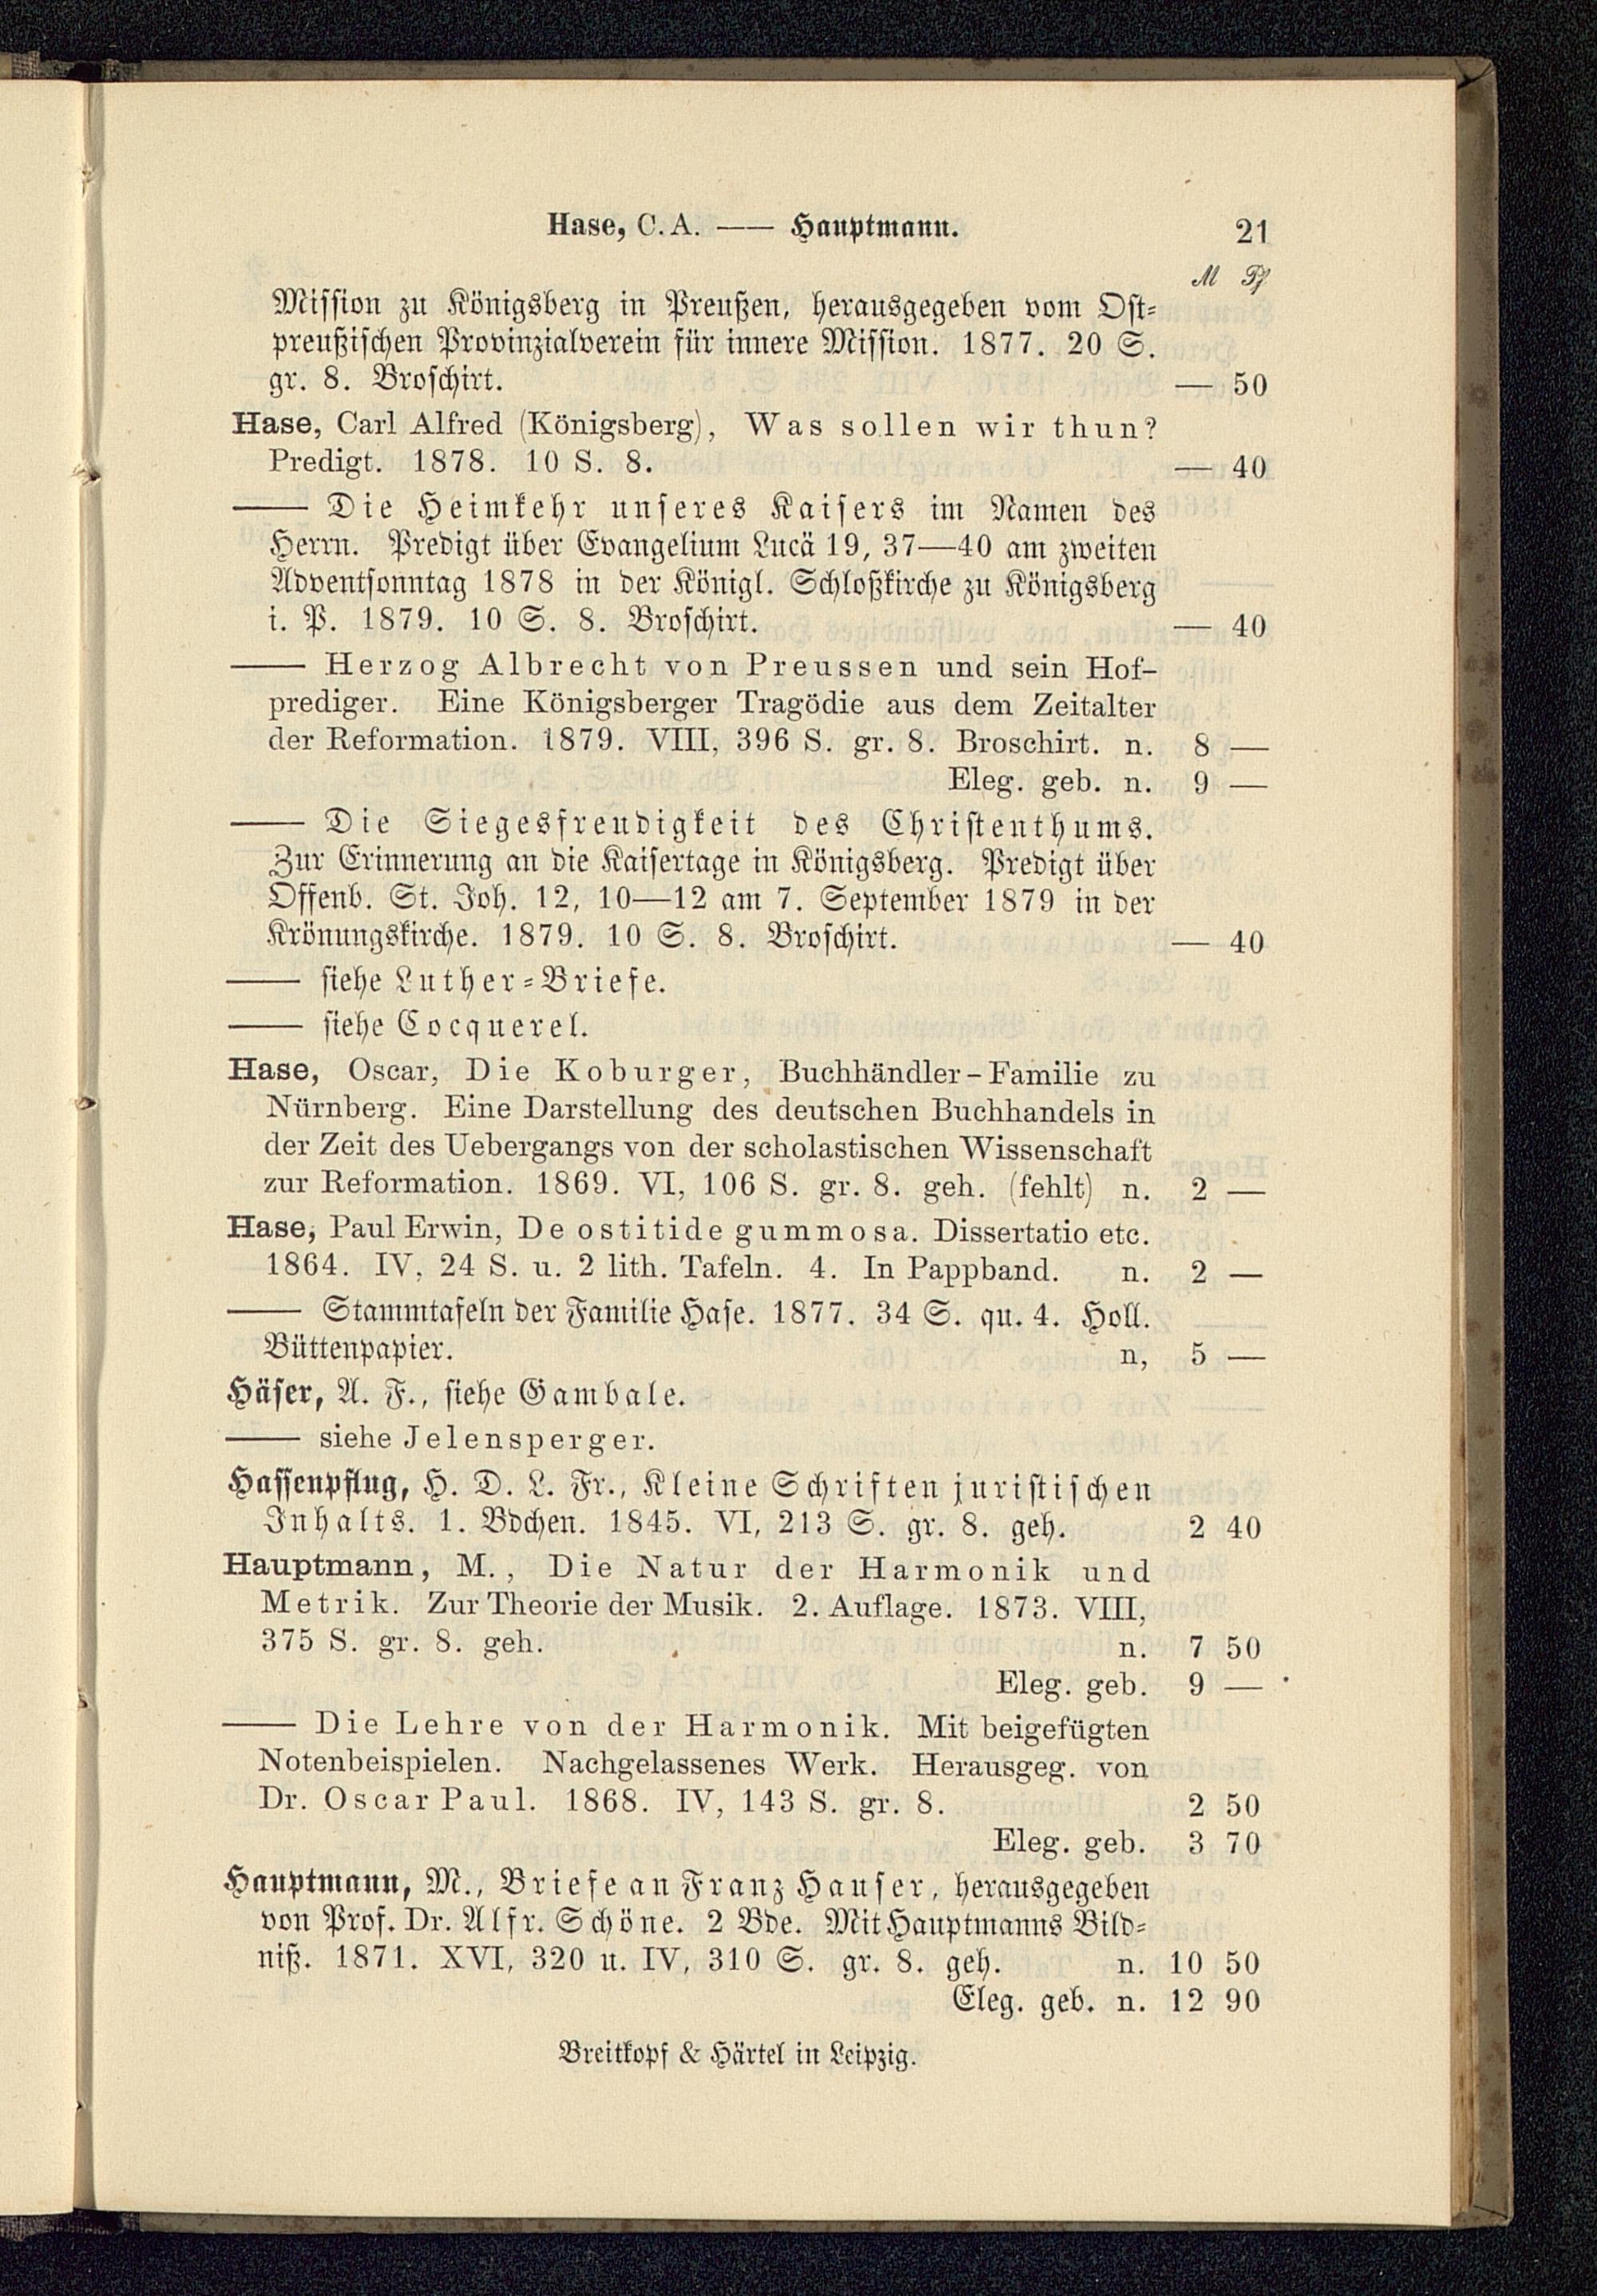 Hase, C. A. —— Hauptmann. 21
M Pf
Mission zu Königsberg in Preußen, herausgegeben vom Ost-
preußischen Provinzialverein für innere Mission. 1877. 20 S.
gr. 8. Broschirt. — 50
Hase, Carl Alfred (Königsberg), Was sollen wir thun?
Predigt. 1878. 10 S. 8. — 40
—— Die Heimkehr unseres Kaisers im Namen des
Herrn. Predigt über Evangelium Lucä 19, 37—40 am zweiten
Adventsonntag 1878 in der Königl. Schloßkirche zu Königsberg
i. P. 1879. 10 S. 8. Broschirt. — 40
—— Herzog Albrecht von Preussen und sein Hof-
prediger. Eine Königsberger Tragödie aus dem Zeitalter
der Reformation. 1879. VIII, 396 S. gr. 8. Broschirt. n. 8 —
Eleg. geb. n. 9 —
—— Die Siegesfreudigkeit des Christenthums.
Zur Erinnerung an die Kaisertage in Königsberg. Predigt über
Offenb. St. Joh. 12, 10—12 am 7. September 1879 in der
Krönungskirche. 1879. 10 S. 8. Broschirt. — 40
—— siehe Luther-Briefe.
—— siehe Cocquerel.
Hase, Oscar, Die Koburger, Buchhändler-Familie zu
Nürnberg. Eine Darstellung des deutschen Buchhandels in
der Zeit des Uebergangs von der scholastischen Wissenschaft
zur Reformation. 1869. VI, 106 S. gr. 8. geh. (fehlt) n. 2 —
Hase, Paul Erwin, De ostitide gummosa. Dissertatio etc.
1864. IV, 24 S. u. 2 lith. Tafeln. 4. In Pappband. n. 2 —
—— Stammtafeln der Familie Hase. 1877. 34 S. qu. 4. Holl.
Büttenpapier. n, 5 —
Häser, A. F., siehe Gambale.
—— siehe Jelensperger.
Hassenpflug, H. D. L. Fr., Kleine Schriften juristischen
Inhalts. 1. Bdchen. 1845. VI, 213 S. gr. 8. geh. 2 40
Hauptmann, M., Die Natur der Harmonik und
Metrik. Zur Theorie der Musik. 2. Auflage. 1873. VIII,
375 S. gr. 8. geh. n. 7 50
Eleg. geb. 9 —
—— Die Lehre von der Harmonik. Mit beigefügten
Notenbeispielen. Nachgelassenes Werk. Herausgeg. von
Dr. Oscar Paul. 1868. IV, 143 S. gr. 8. 2 50
Eleg. geb. 3 70
Hauptmann, M., Briefe an Franz Hauser, herausgegeben
von Prof. Dr. Alfr. Schöne. 2 Bde. Mit Hauptmanns Bild-
niß. 1871. XVI, 320 u. IV, 310 S. gr. 8. geh. n. 10 50
Eleg. geb. n. 12 90
Breitkopf & Härtel in Leipzig.